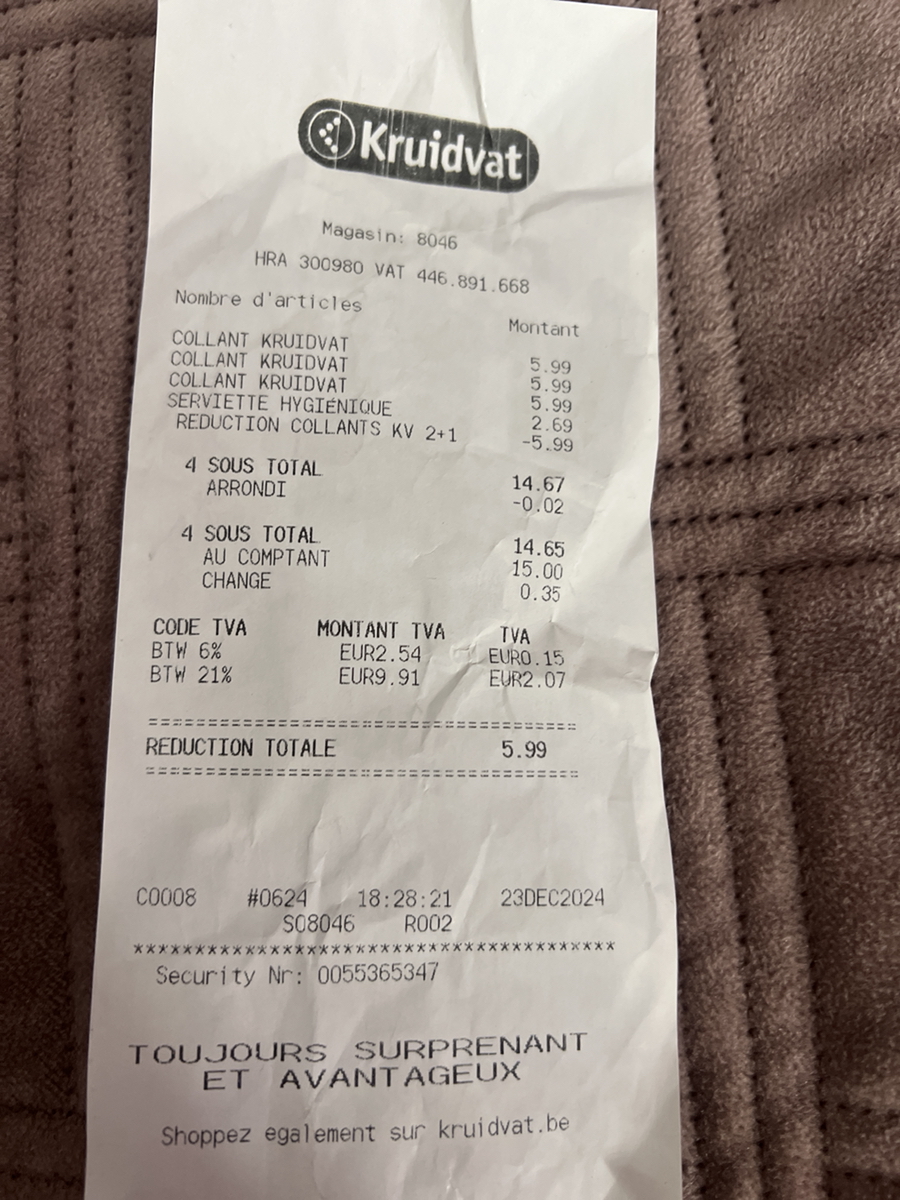 Kruidvat
Magasin: 8046
HRA 300980 VAT 446.891.668
Nombre d'articles Montant
COLLANT KRUIDVAT 5.99
COLLANT KRUIDVAT 5.99
COLLANT KRUIDVAT 5.99
SERVIETTE HYGIÉNIQUE 2.69
REDUCTION COLLANTS KV 2+1 -5.99
4 SOUS TOTAL 14.67
ARRONDI -0.02
4 SOUS TOTAL 14.65
AU COMPTANT 15.00
CHANGE 0.35
CODE TVA MONTANT TVA TVA
BTW 6% EUR2.54 EUR0.15
BTW 21% EUR9.91 EUR2.07
========================================
REDUCTION TOTALE 5.99
========================================
C0008 #0624 18:28:21 23DEC2024
S08046 R002
****************************************
Security Nr: 0055365347
TOUJOURS SURPRENANT
ET AVANTAGEUX
Shoppez egalement sur kruidvat.be